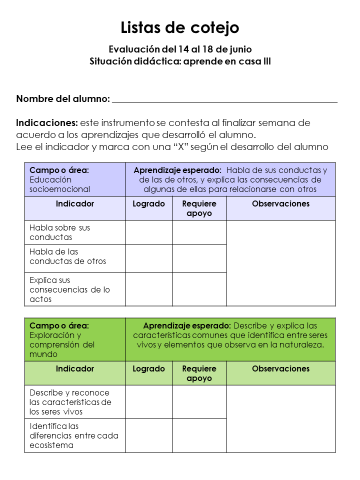 Listas de cotejo
Evaluación del 14 al 18 de junio
Situación didáctica: aprende en casa III
Nombre del alumno:
Indicaciones: este instrumento se contesta al finalizar semana de
acuerdo a los aprendizajes que desarrolló el alumno.
Lee el indicador y marca con una “X” según el desarrollo del alumno
Campo o área:
Educación
socioemocional
Aprendizaje esperado: Habla de sus conductas y
de las de otros, y explica las consecuencias de
algunas de ellas para relacionarse con otros
Indicador
Logrado
Requiere
apoyo
Observaciones
Habla sobre sus
conductas
Habla de las
conductas de otros
Explica sus
consecuencias de lo
actos
Campo o área:
Exploración y
comprensión del
mundo
Aprendizaje esperado: Describe y explica las
características comunes que identifica entre seres
vivos y elementos que observa en la naturaleza.
Indicador
Logrado
Requiere
apoyo
Observaciones
Describe y reconoce
las características de
los seres vivos
Identifica las
diferencias entre cada
ecosistema